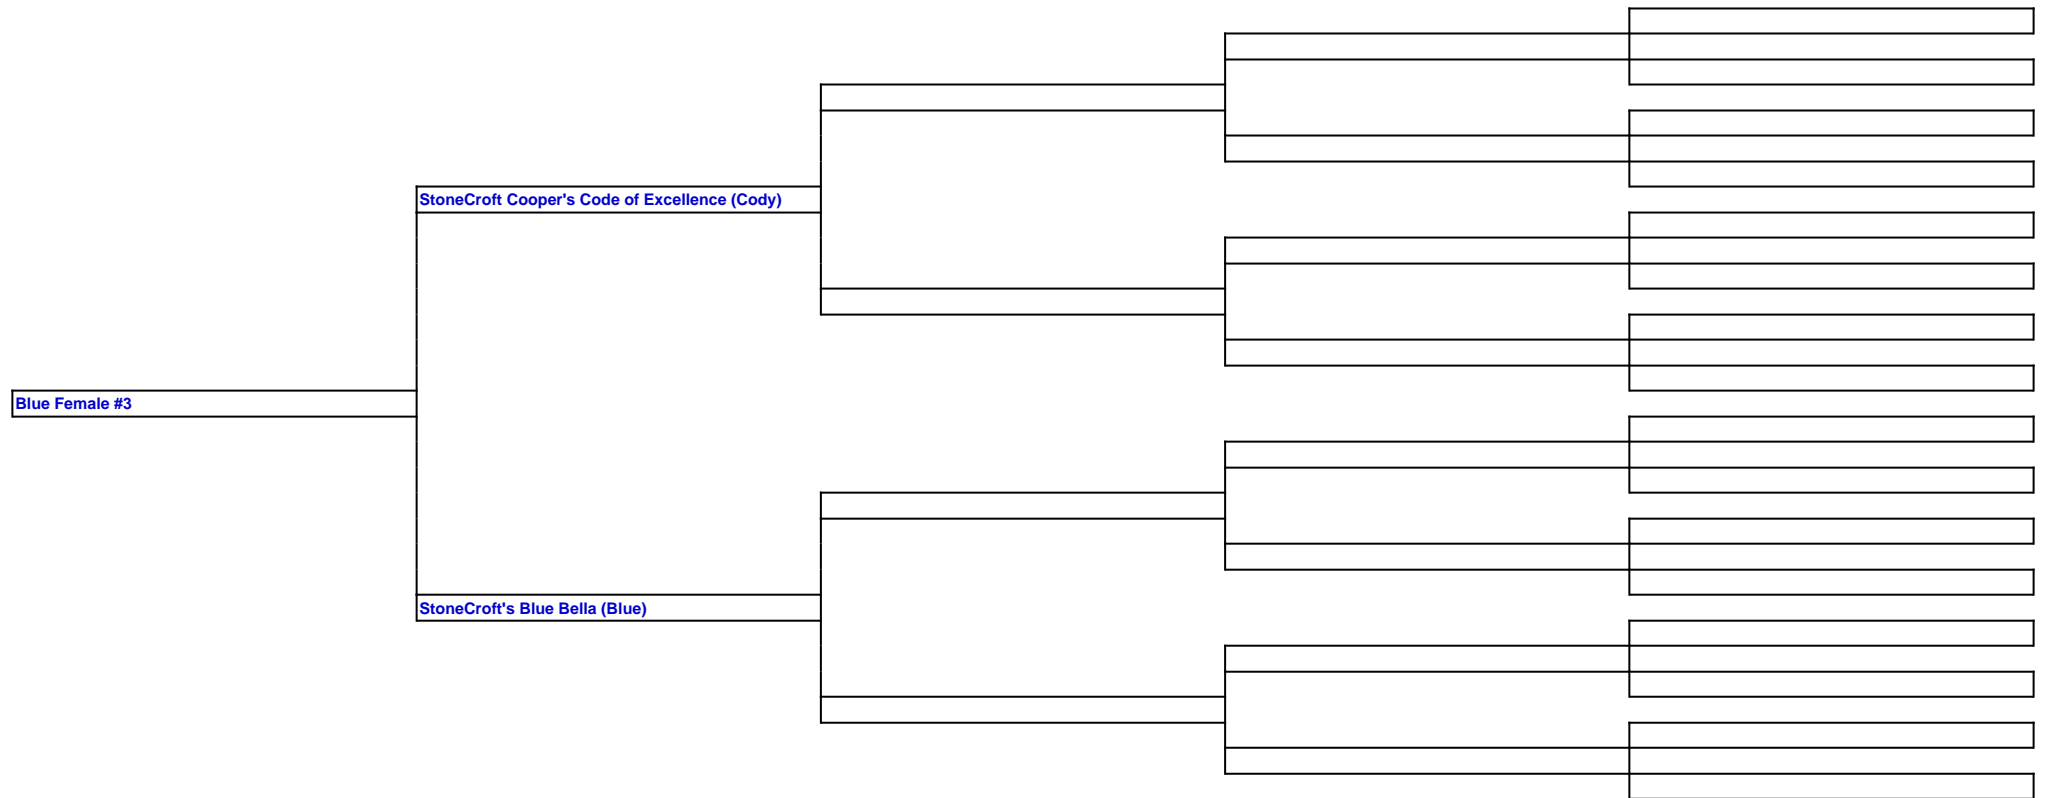 StoneCroft Cooper's Code of Excellence (Cody)
Blue Female #3
StoneCroft's Blue Bella (Blue)